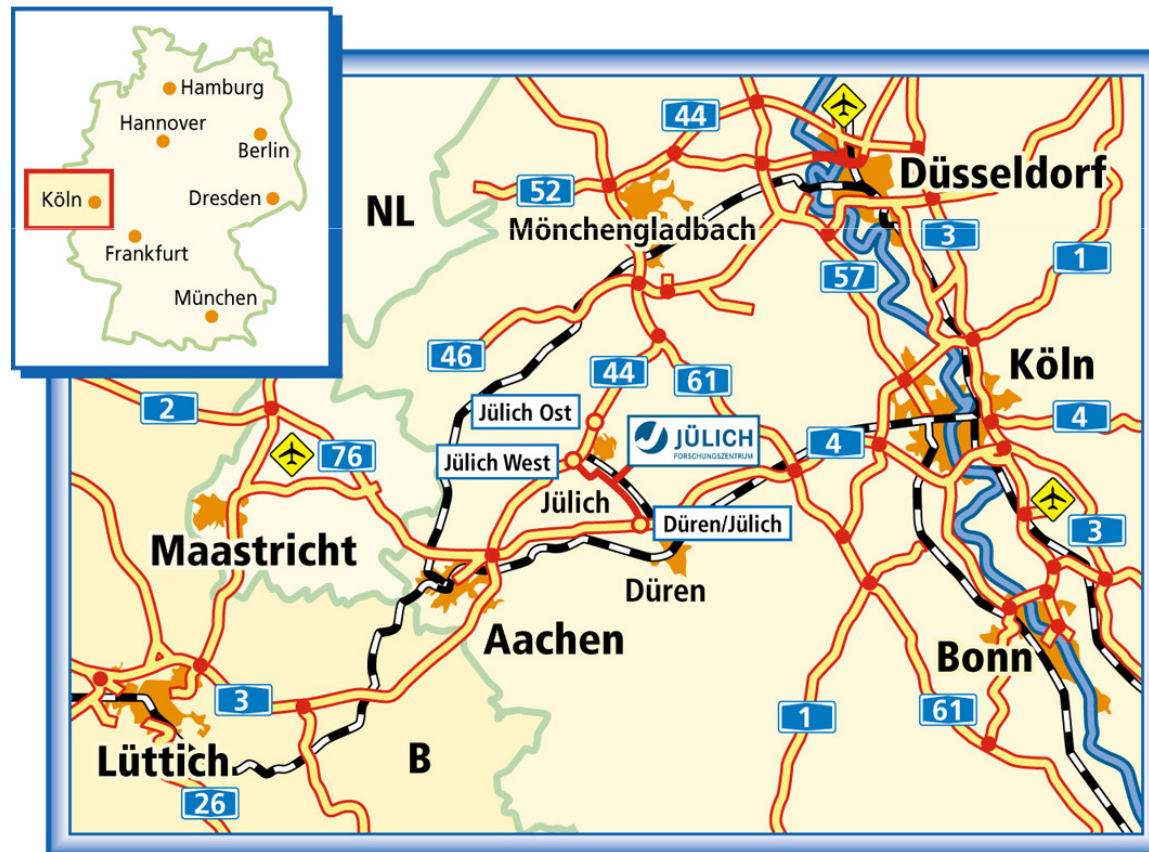 Hamburg
Hannover
Berlin
Köln
Dresden
Frankfurt
München
44
Düsseldorf
52
NL
Mönchengladbach
3
1
57
46
44
61
Köln
2
Jülich Ost
4
JÜLICH
FORSCHUNGSZENTRUM
4
76
Jülich West
Jülich
Düren/Jülich
3
Maastricht
Düren
Aachen
Bonn
3
1
61
Lüttich
B
26